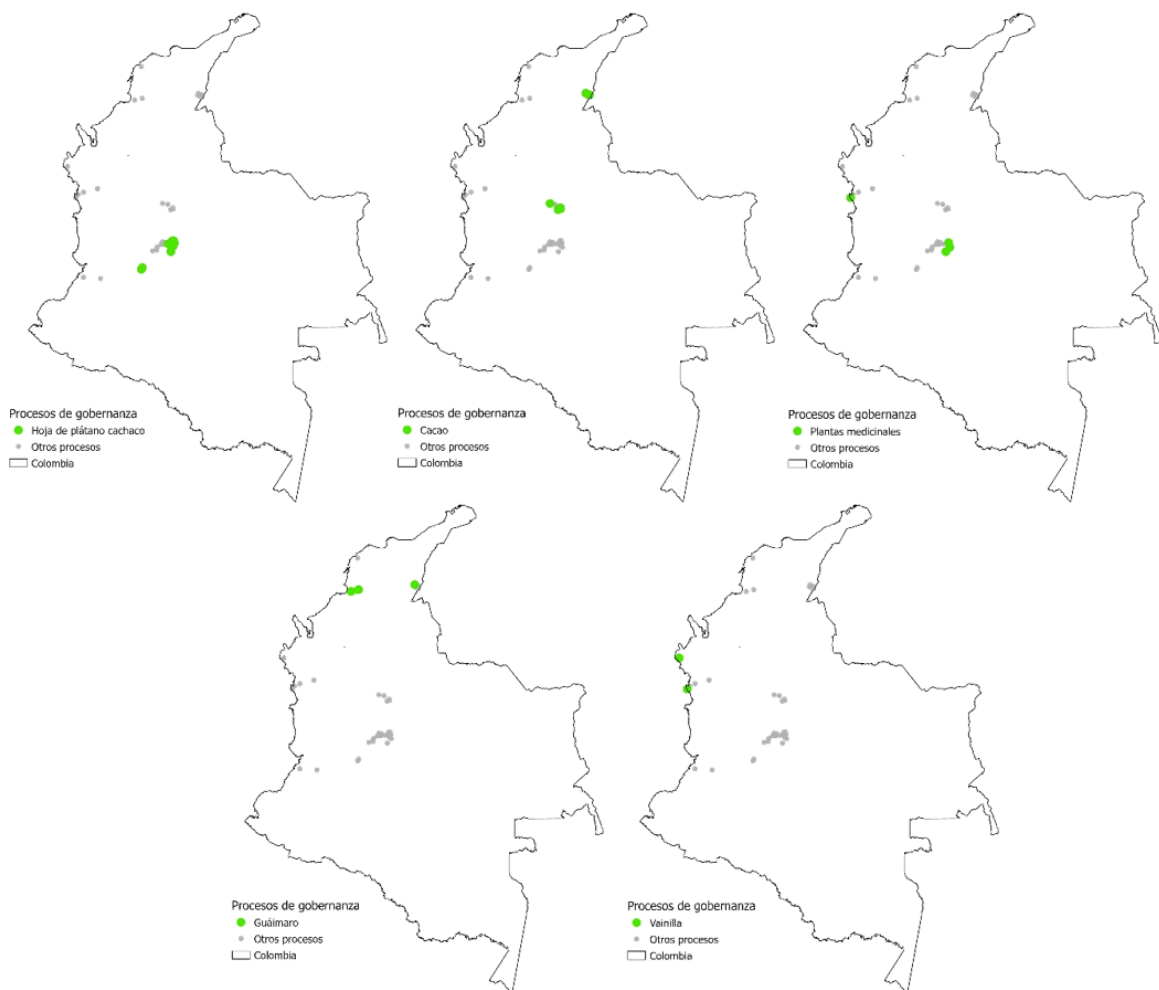 Procesos de gobernanza
Hoja de plátano cachaco
Otros procesos
Colombia
Procesos de gobernanza
Cacao
Otros procesos
Colombia
Procesos de gobernanza
Plantas medicinales
Otros procesos
Colombia
Procesos de gobernanza
Guáimaro
Otros procesos
Colombia
Procesos de gobernanza
Vainilla
Otros procesos
Colombia